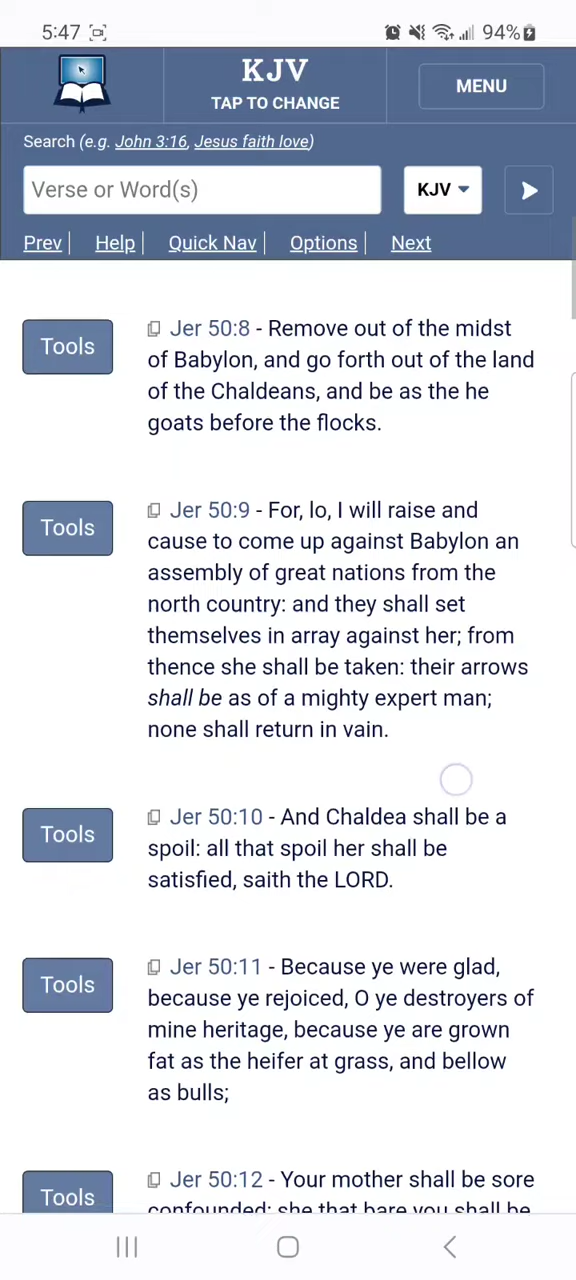 5:47 94%
KJV
TAP TO CHANGE
MENU
Search (e.g. John 3:16, Jesus faith love)
Verse or Word(s) KJV
Prev Help Quick Nav Options Next
Tools Jer 50:8 - Remove out of the midst
of Babylon, and go forth out of the land
of the Chaldeans, and be as the he
goats before the flocks.
Tools Jer 50:9 - For, lo, I will raise and
cause to come up against Babylon an
assembly of great nations from the
north country: and they shall set
themselves in array against her; from
thence she shall be taken: their arrows
shall be as of a mighty expert man;
none shall return in vain.
Tools Jer 50:10 - And Chaldea shall be a
spoil: all that spoil her shall be
satisfied, saith the LORD.
Tools Jer 50:11 - Because ye were glad,
because ye rejoiced, O ye destroyers of
mine heritage, because ye are grown
fat as the heifer at grass, and bellow
as bulls;
Tools Jer 50:12 - Your mother shall be sore
confounded; she that bare you shall be